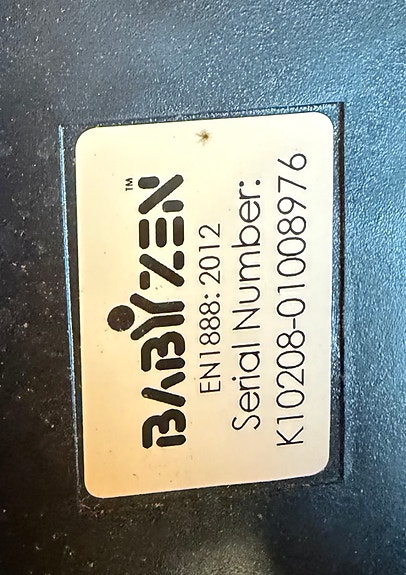 BABYZEN™
EN1888: 2012
Serial Number:
K10208-01008976